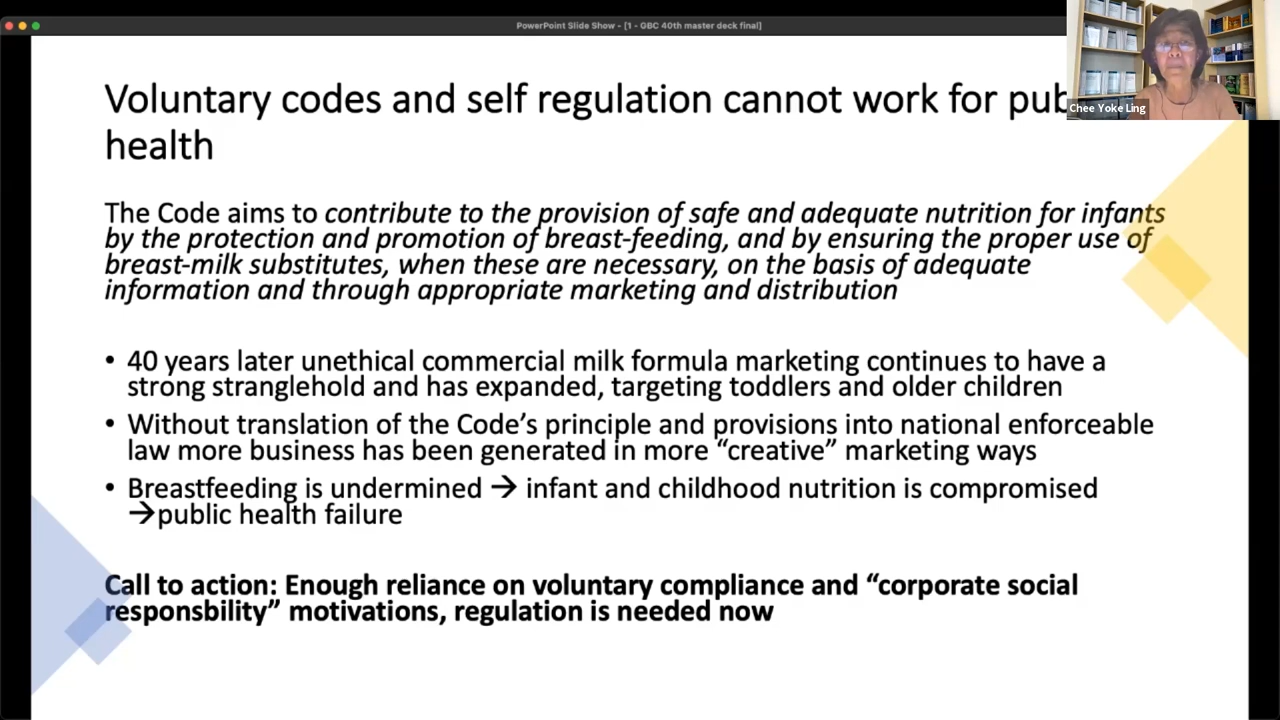 PowerPoint Slide Show - [1 - GBC 40th master deck final]
Chee Yoke Ling
Voluntary codes and self regulation cannot work for
health
The Code aims to contribute to the provision of safe and adequate nutrition for infants
by the protection and promotion of breast-feeding, and by ensuring the proper use of
breast-milk substitutes, when these are necessary, on the basis of adequate
information and through appropriate marketing and distribution
• 40 years later unethical commercial milk formula marketing continues to have a
strong stranglehold and has expanded, targeting toddlers and older children
• Without translation of the Code’s principle and provisions into national enforceable
law more business has been generated in more “creative” marketing ways
• Breastfeeding is undermined → infant and childhood nutrition is compromised
→public health failure
Call to action: Enough reliance on voluntary compliance and “corporate social
responsbility” motivations, regulation is needed now